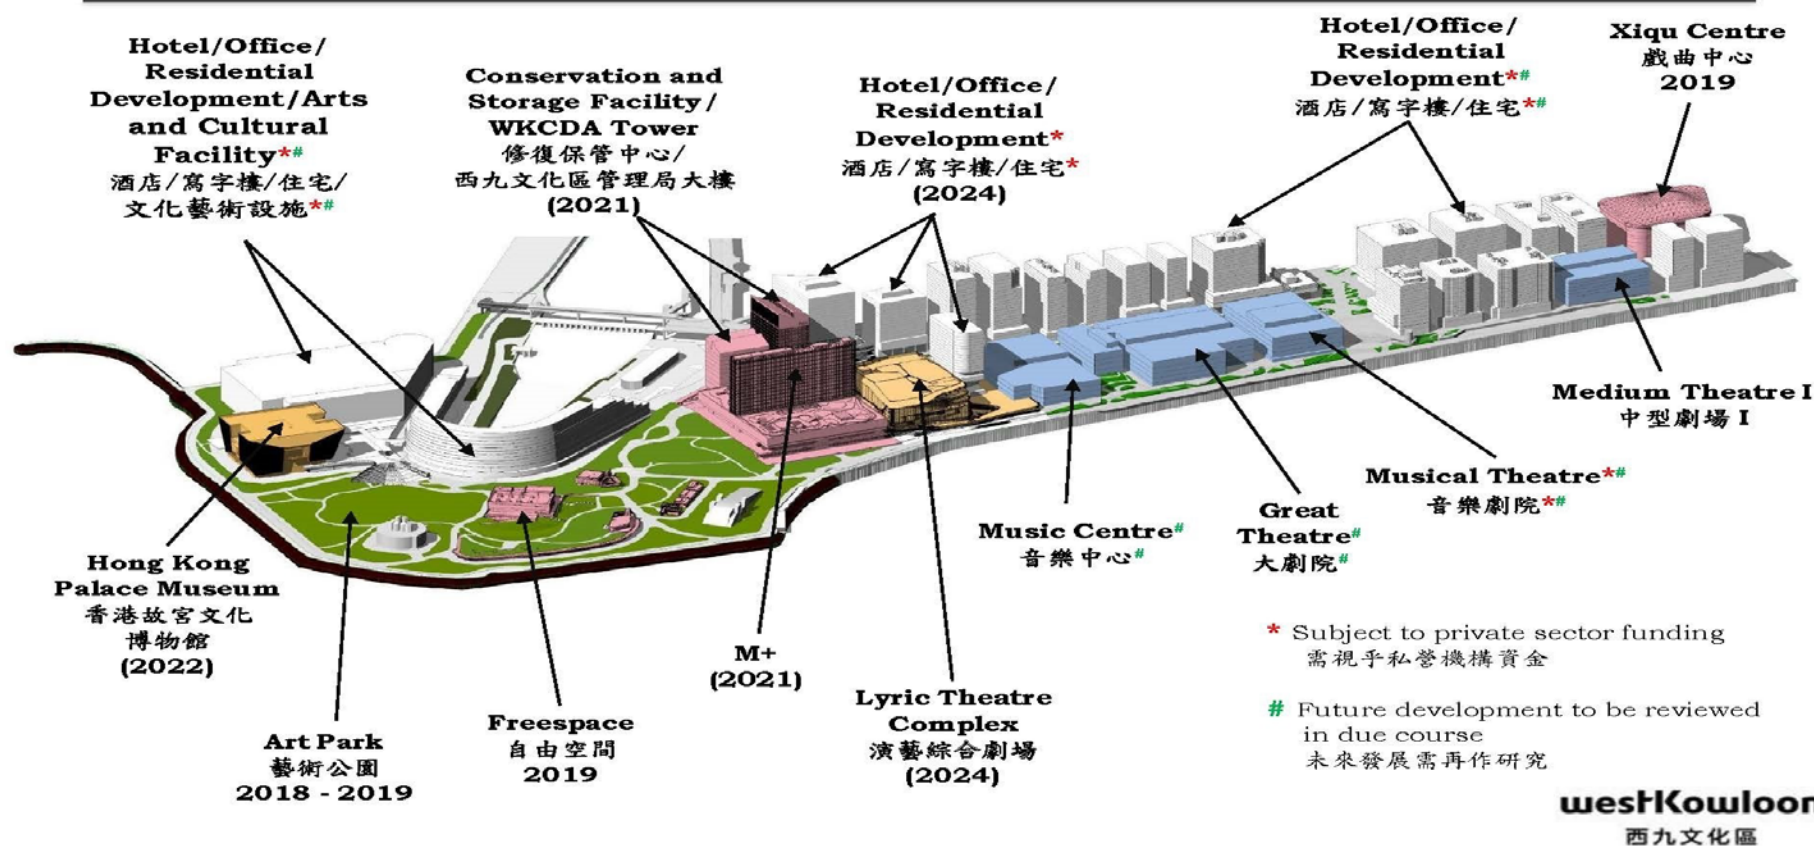 Hotel/Office/
Residential
Development/Arts
and Cultural
Facility*#
酒店/寫字樓/住宅/
文化藝術設施*#
Conservation and
Storage Facility/
WKCDA Tower
修復保管中心/
西九文化區管理局大樓
(2021)
Hotel/Office/
Residential
Development*
酒店/寫字樓/住宅*
(2024)
Hotel/Office/
Residential
Development*#
酒店/寫字樓/住宅*#
Xiqu Centre
戲曲中心
2019
Medium Theatre I
中型劇場 I
Musical Theatre*#
音樂劇院*#
Great
Theatre#
大劇院#
Music Centre#
音樂中心#
Hong Kong
Palace Museum
香港故宮文化
博物館
(2022)
Art Park
藝術公園
2018 - 2019
Freespace
自由空間
2019
M+
(2021)
Lyric Theatre
Complex
演藝綜合劇場
(2024)
* Subject to private sector funding
需視乎私營機構資金
# Future development to be reviewed
in due course
未來發展需再作研究
westKowloon
西九文化區